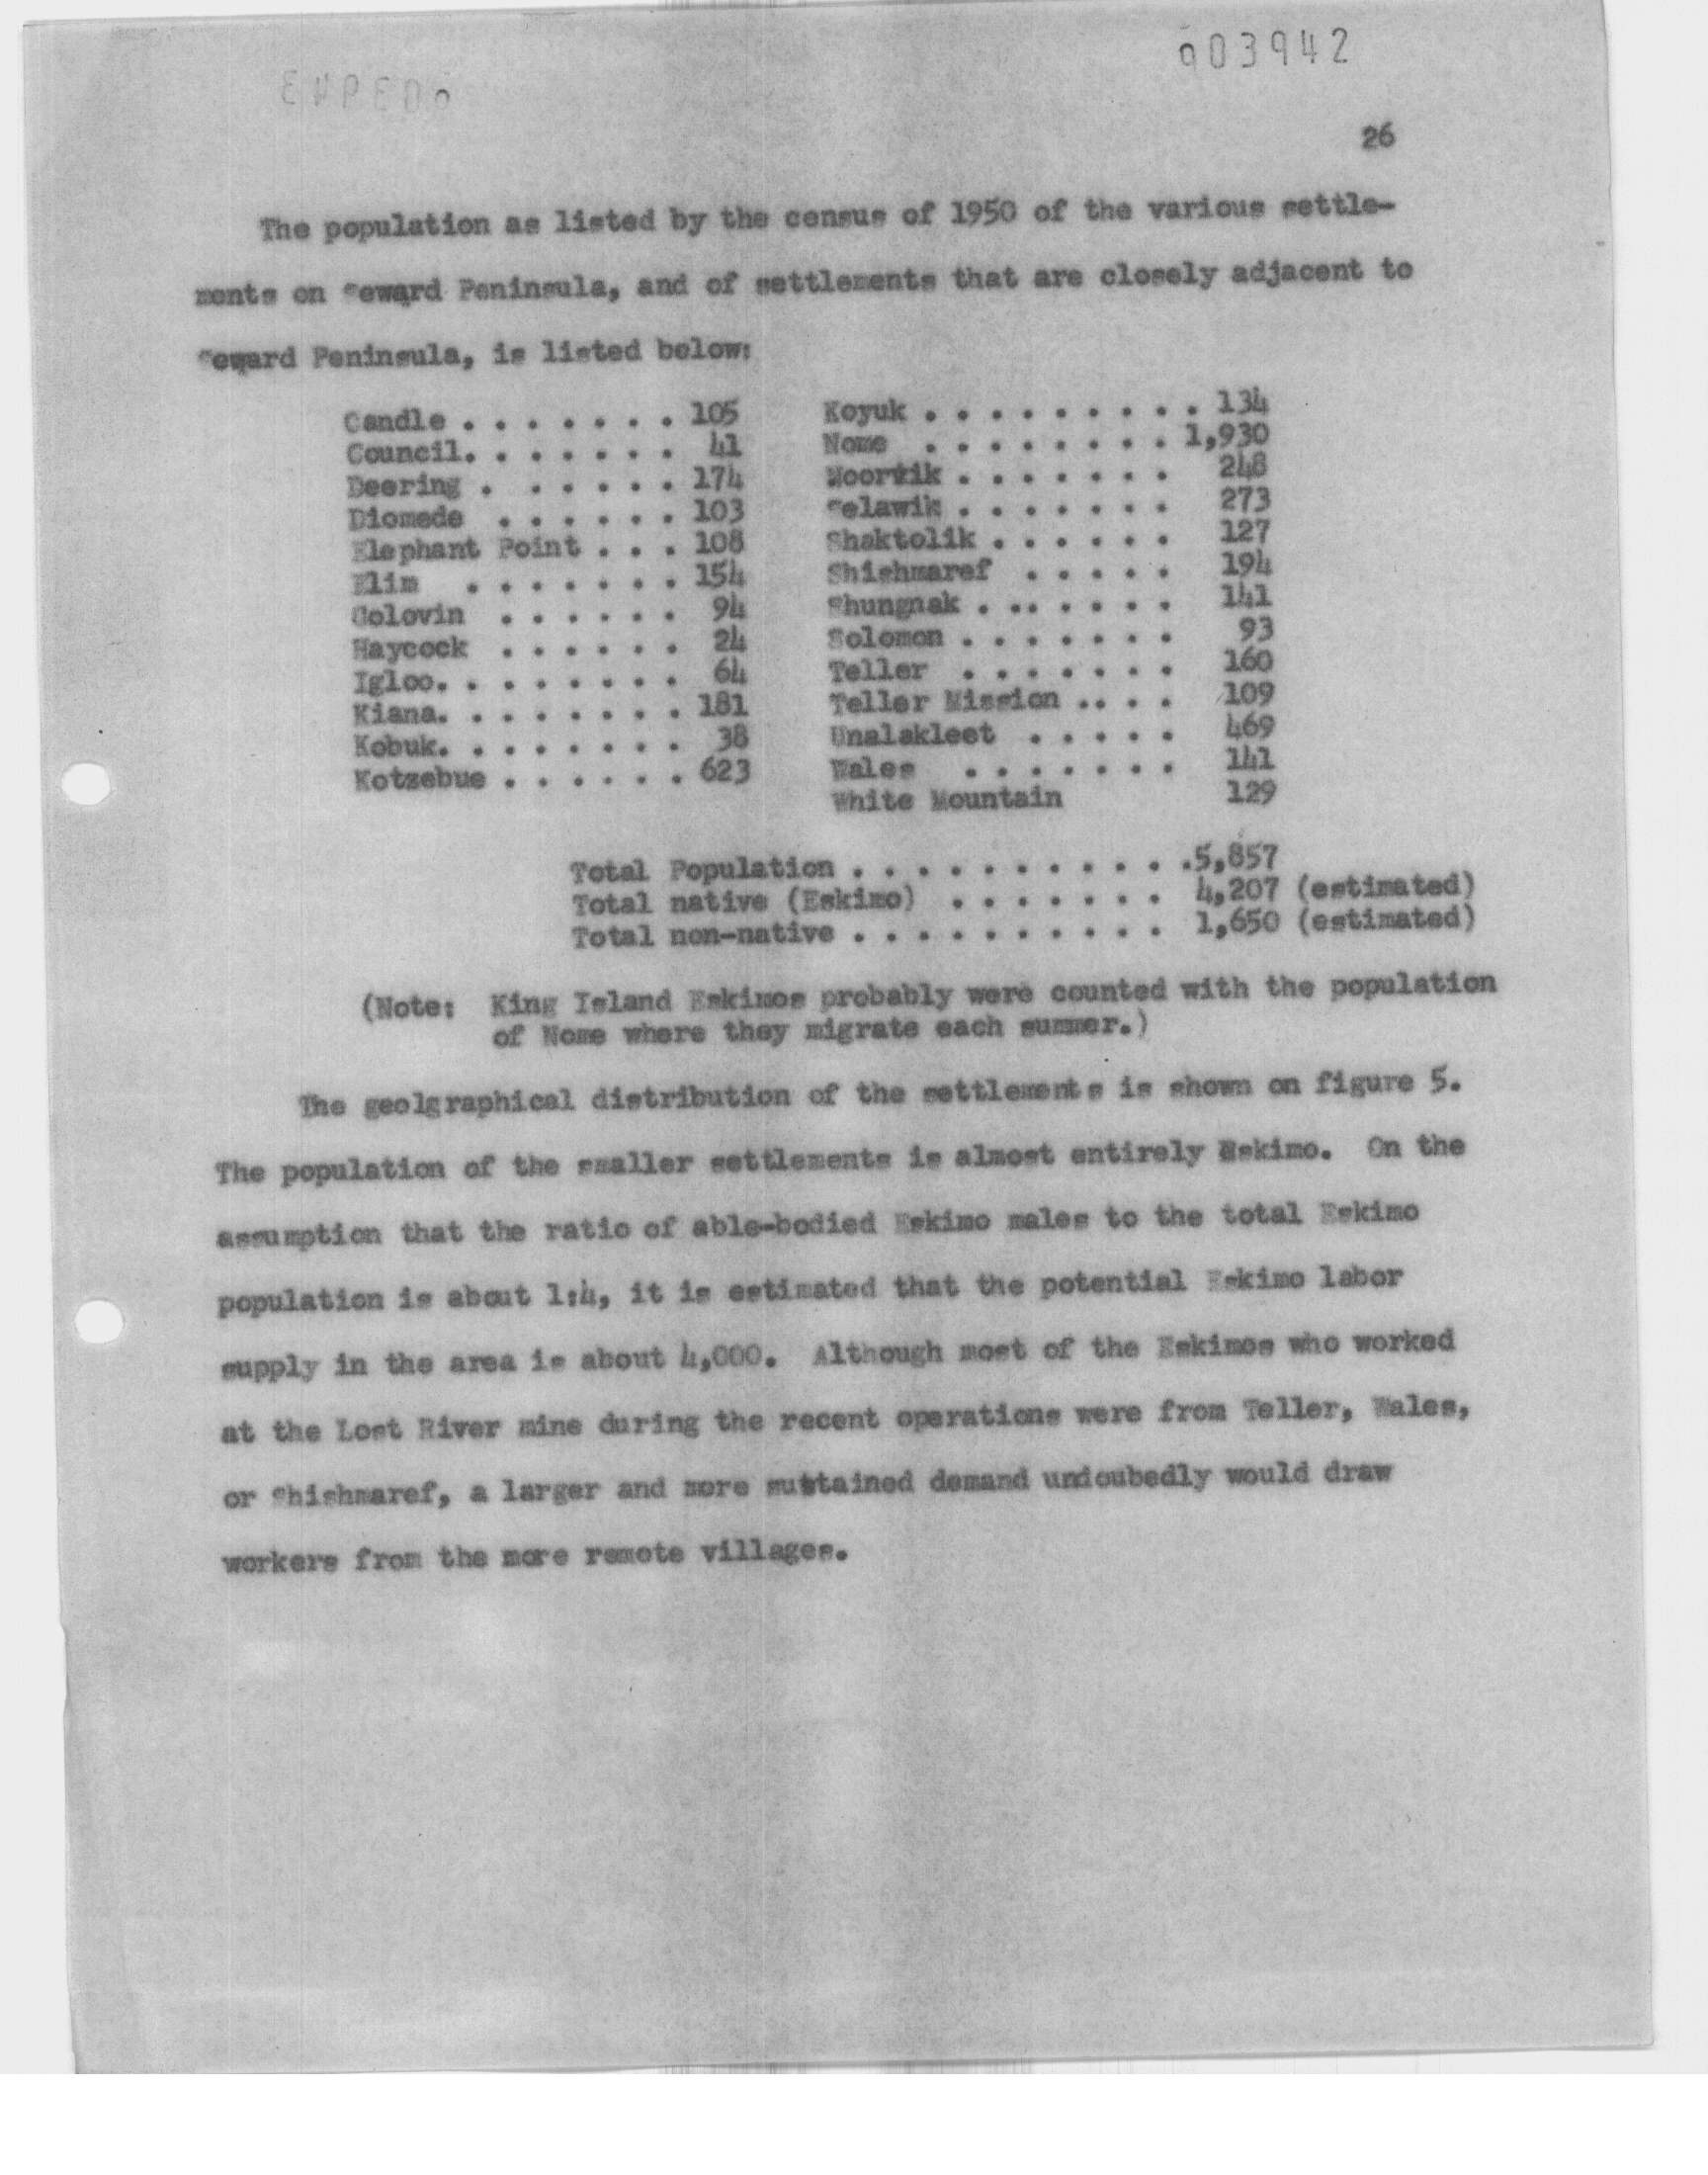 003942
26
The population as listed by the census of 1950 of the various settle-
ments on Seward Peninsula, and of settlements that are closely adjacent to
Seward Peninsula, is listed below:
Candle . . . . . . . 105 Koyuk . . . . . . . . . 134
Council. . . . . . . 41 Nome . . . . . . . . 1,930
Deering . . . . . . 174 Noorvik . . . . . . . 248
Diomede . . . . . . 103 Selawik . . . . . . . 273
Elephant Point . . . 108 Shaktolik . . . . . . 127
Elim . . . . . . . 154 Shishmaref . . . . . 194
Golovin . . . . . . 94 Shungnak . . .. . . . . 141
Haycock . . . . . . 24 Solomon . . . . . . . 93
Igloo. . . . . . . . 64 Teller . . . . . . . 160
Kiana. . . . . . . . 181 Teller Mission .. . . 109
Kobuk. . . . . . . . 38 Unalakleet . . . . . 469
Kotzebue . . . . . . 623 Wales . . . . . . . 141
White Mountain 129
Total Population . . . . . . . . . . .5,857
Total native (Eskimo) . . . . . . . 4,207 (estimated)
Total non-native . . . . . . . . . . 1,650 (estimated)
(Note: King Island Eskimos probably were counted with the population
of Nome where they migrate each summer.)
The geolgraphical distribution of the settlements is shown on figure 5.
The population of the smaller settlements is almost entirely Eskimo. On the
assumption that the ratio of able-bodied Eskimo males to the total Eskimo
population is about 1:4, it is estimated that the potential Eskimo labor
supply in the area is about 4,000. Although most of the Eskimos who worked
at the Lost River mine during the recent operations were from Teller, Wales,
or Shishmaref, a larger and more sustained demand undoubedly would draw
workers from the more remote villages.